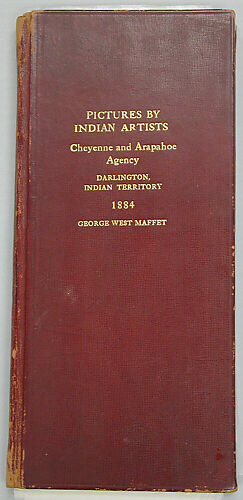 PICTURES BY
INDIAN ARTISTS
Cheyenne and Arapahoe
Agency
DARLINGTON,
INDIAN TERRITORY
1884
GEORGE WEST MAFFET